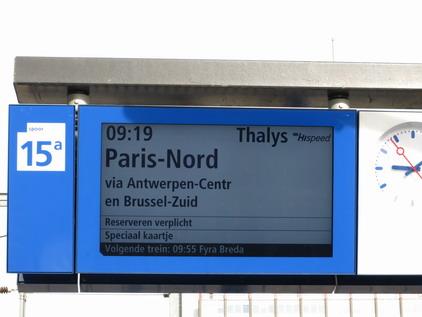 spoor
15a
09:19 Thalys Hispeed
Paris-Nord
via Antwerpen-Centr
en Brussel-Zuid
Reserveren verplicht
Speciaal kaartje
Volgende trein: 09:55 Fyra Breda